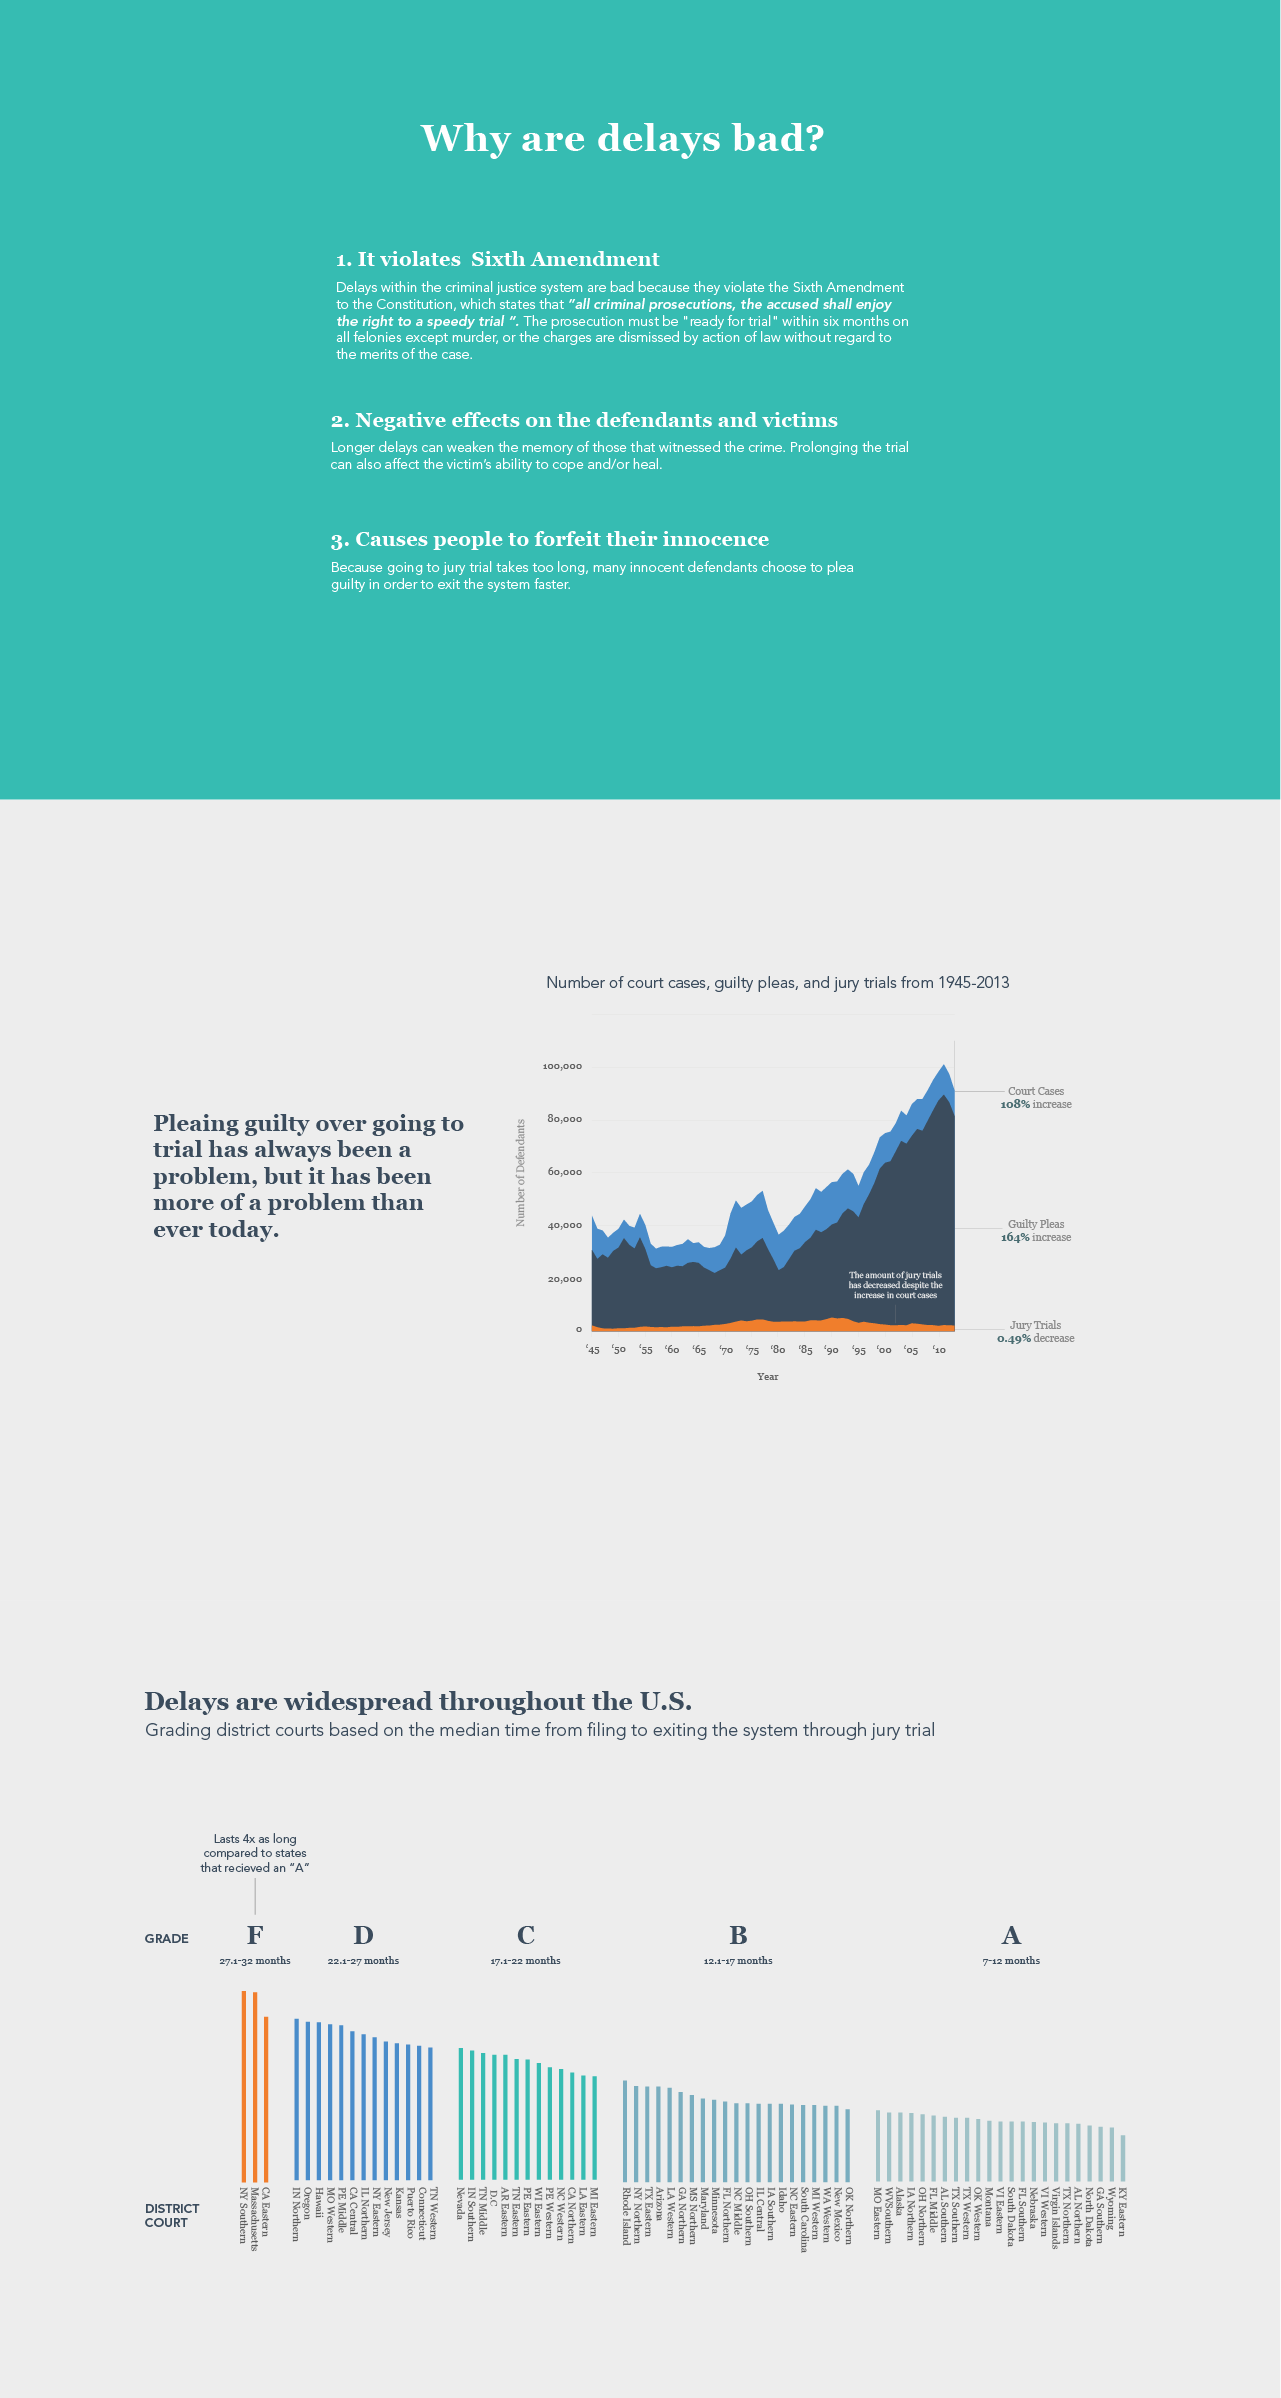 Why are delays bad?
1. It violates  Sixth Amendment
Delays within the criminal justice system are bad because they violate the Sixth Amendment
to the Constitution, which states that “all criminal prosecutions, the accused shall enjoy
the right to a speedy trial “. The prosecution must be "ready for trial" within six months on
all felonies except murder, or the charges are dismissed by action of law without regard to
the merits of the case.
2. Negative effects on the defendants and victims
Longer delays can weaken the memory of those that witnessed the crime. Prolonging the trial
can also affect the victim’s ability to cope and/or heal.
3. Causes people to forfeit their innocence
Because going to jury trial takes too long, many innocent defendants choose to plea
guilty in order to exit the system faster.
Pleaing guilty over going to
trial has always been a
problem, but it has been
more of a problem than
ever today.
Number of court cases, guilty pleas, and jury trials from 1945-2013
Number of Defendants
100,000
80,000
60,000
40,000
20,000
0
‘45 ‘50 ‘55 ‘60 ‘65 ‘70 ‘75 ‘80 ‘85 ‘90 ‘95 ‘00 ‘05 ‘10
Year
The amount of jury trials
has decreased despite the
increase in court cases
Court Cases
108% increase
Guilty Pleas
164% increase
Jury Trials
0.49% decrease
Delays are widespread throughout the U.S.
Grading district courts based on the median time from filing to exiting the system through jury trial
Lasts 4x as long
compared to states
that recieved an “A”
GRADE
F
27.1-32 months
D
22.1-27 months
C
17.1-22 months
B
12.1-17 months
A
7-12 months
DISTRICT
COURT
NY Southern
Massachusetts
CA Eastern
IN Northern
Oregon
Hawaii
MO Western
PE Middle
CA Central
IL Northern
NY Eastern
New Jersey
Kansas
Puerto Rico
Connecticut
TN Western
Nevada
IN Southern
TN Middle
D.C
AR Eastern
TN Eastern
PE Eastern
WI Eastern
PE Western
NC Western
CA Northern
LA Eastern
MI Eastern
Rhode Island
NY Northern
TX Eastern
Arizona
LA Western
GA Northern
MS Northern
Maryland
Minnesota
FL Northern
NC Middle
OH Southern
IL Central
IA Southern
Idaho
NC Eastern
South Carolina
MI Western
WA Western
New Mexico
OK Northern
MO Eastern
WVSouthern
Alaska
IA Northern
OH Northern
FL Middle
AL Southern
TX Southern
TX Western
OK Western
Montana
VI Eastern
South Dakota
FL Southern
Nebraska
VI Western
Virgin Islands
TX Northern
AL Northern
North Dakota
GA Southern
Wyoming
KY Eastern